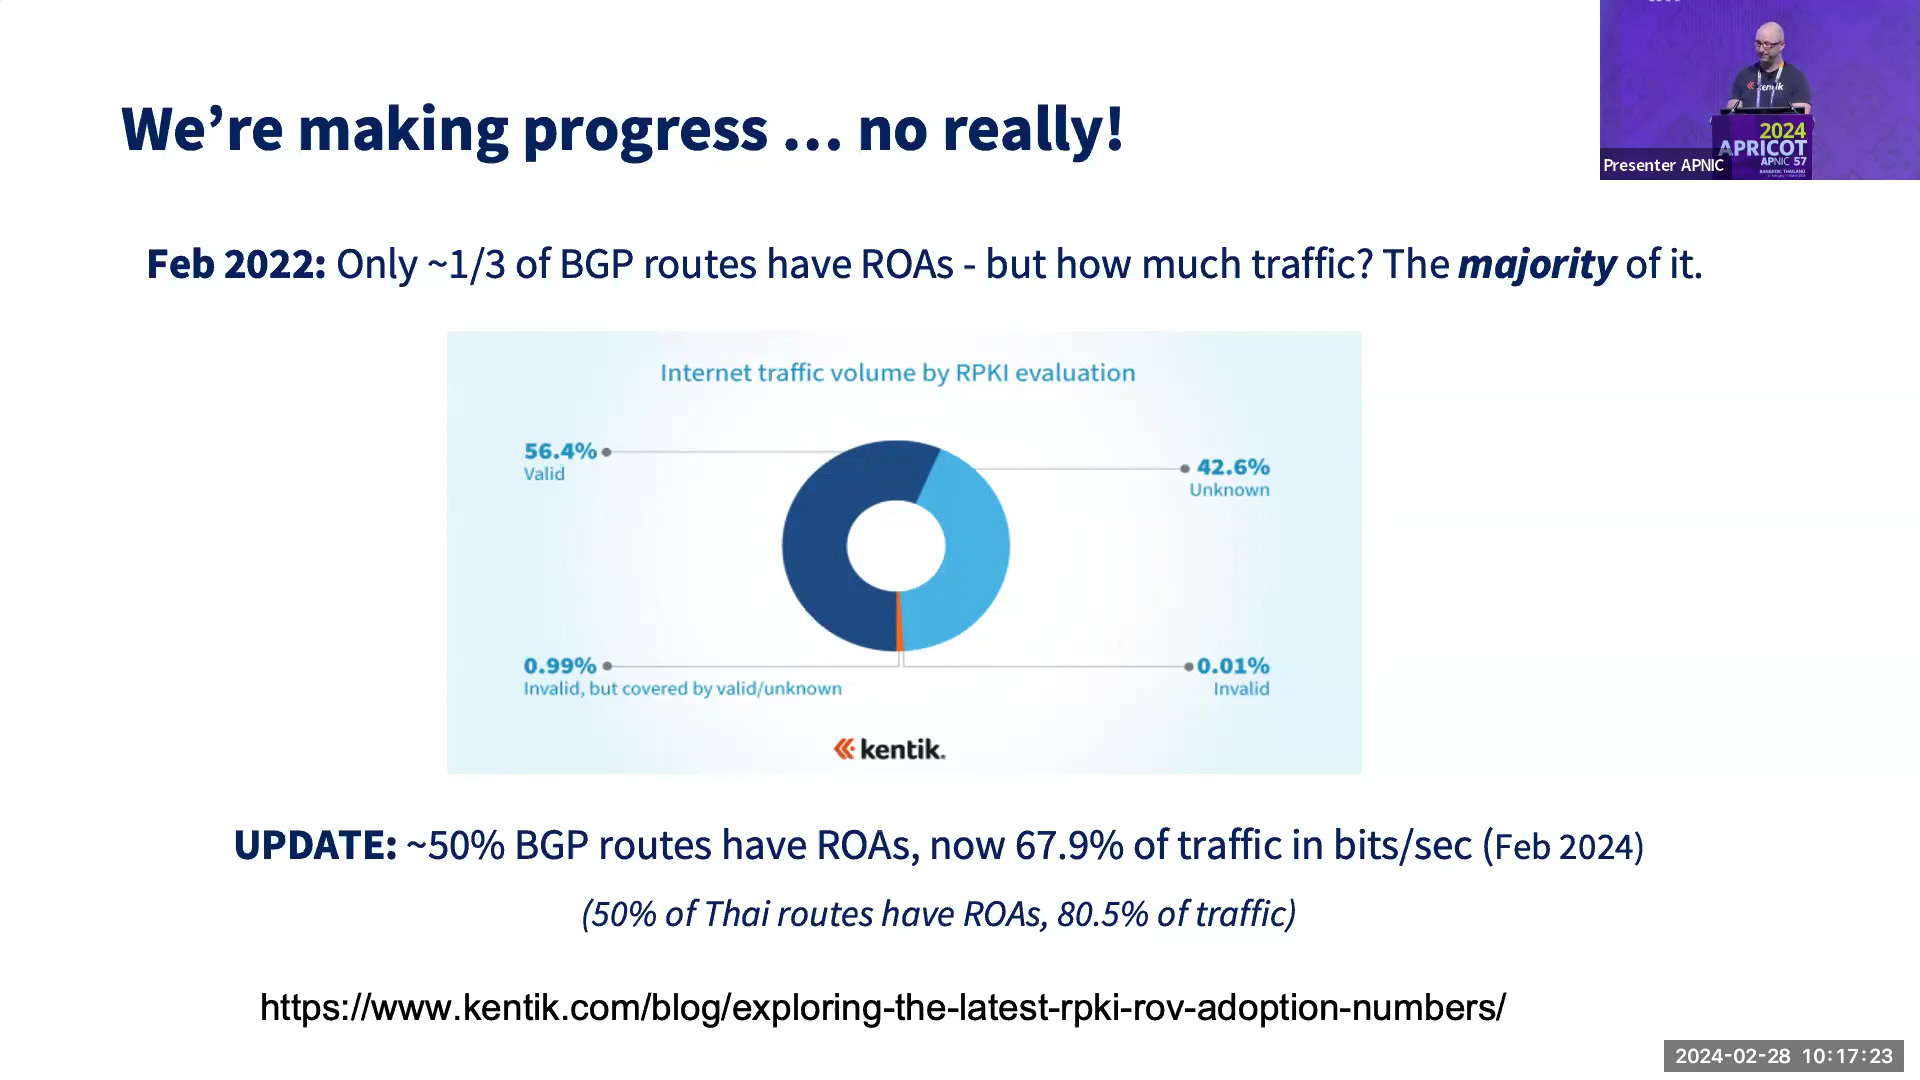 We’re making progress … no really!
kentik
2024
APRICOT
APNIC 57
BANGKOK, THAILAND
Presenter APNIC
Feb 2022: Only ~1/3 of BGP routes have ROAs - but how much traffic? The majority of it.
Internet traffic volume by RPKI evaluation
56.4%
Valid
42.6%
Unknown
0.99%
Invalid, but covered by valid/unknown
0.01%
Invalid
kentik.
UPDATE: ~50% BGP routes have ROAs, now 67.9% of traffic in bits/sec (Feb 2024)
(50% of Thai routes have ROAs, 80.5% of traffic)
https://www.kentik.com/blog/exploring-the-latest-rpki-rov-adoption-numbers/
2024-02-28 10:17:23